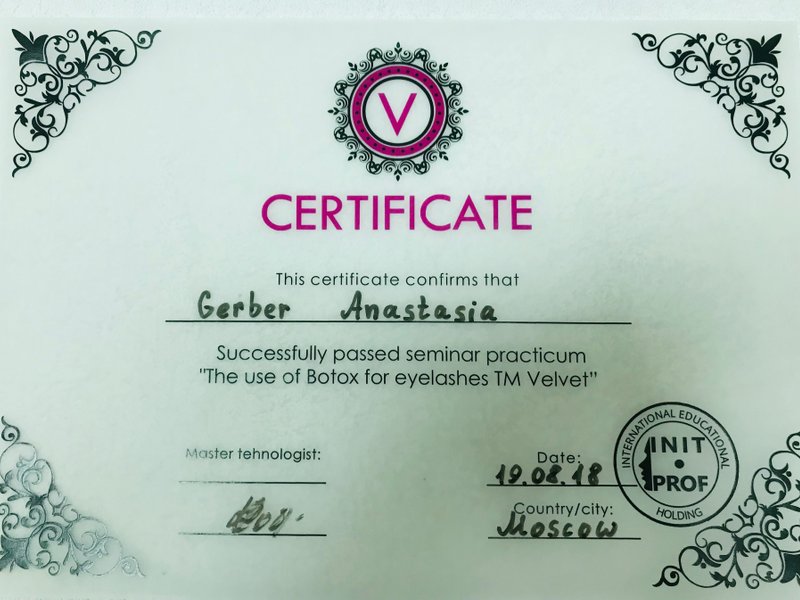 V
CERTIFICATE
This certificate confirms that
Gerber Anastasia
Successfully passed seminar practicum
"The use of Botox for eyelashes TM Velvet”
Master tehnologist:
Date:
19.08.18
Country/city:
Moscow
INTERNATIONAL EDUCATIONAL
INIT
PROF
HOLDING